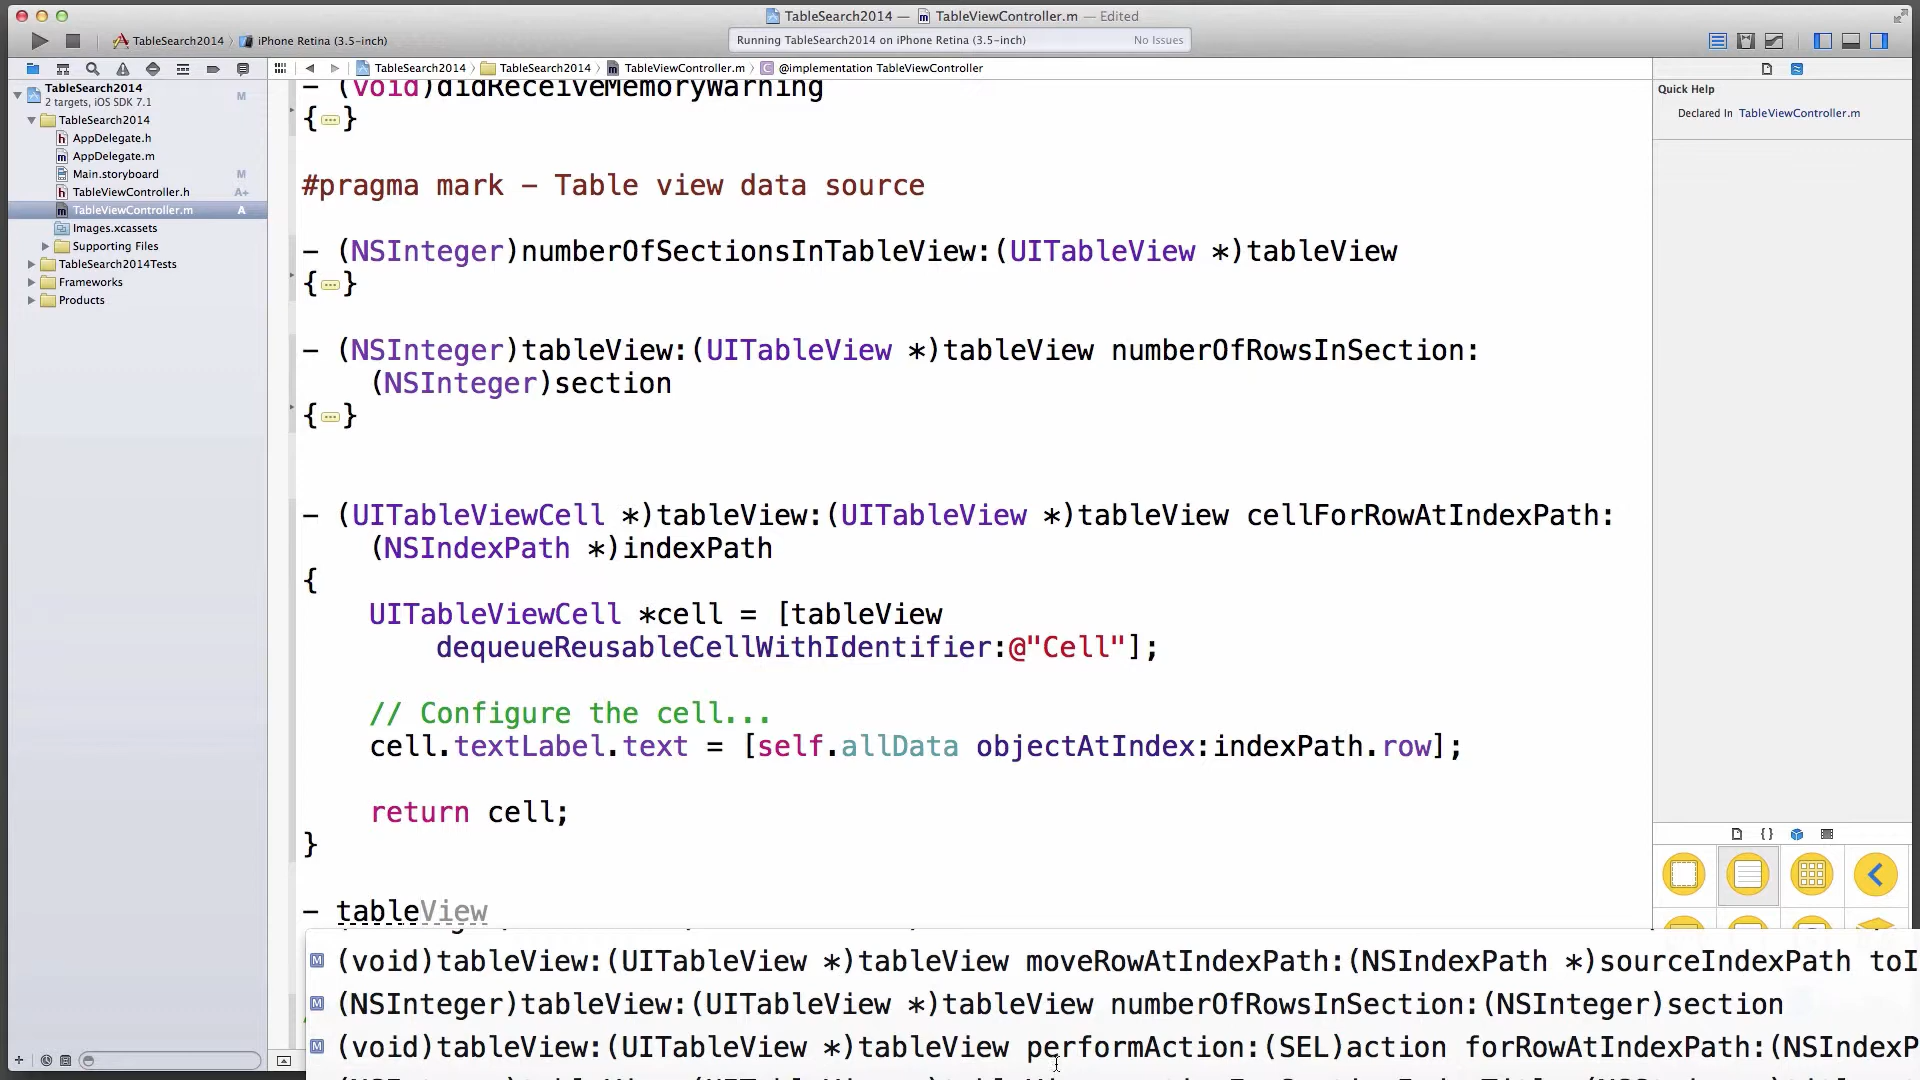 TableSearch2014 — TableViewController.m — Edited
TableSearch2014 〉 iPhone Retina (3.5-inch)
Running TableSearch2014 on iPhone Retina (3.5-inch) No Issues
TableSearch2014 〉 TableSearch2014 〉 TableViewController.m 〉 @implementation TableViewController
TableSearch2014 M
2 targets, iOS SDK 7.1
TableSearch2014
AppDelegate.h
AppDelegate.m
Main.storyboard M
TableViewController.h A+
TableViewController.m A
Images.xcassets
Supporting Files
TableSearch2014Tests
Frameworks
Products
- (void)didReceiveMemoryWarning
{...}
#pragma mark - Table view data source
- (NSInteger)numberOfSectionsInTableView:(UITableView *)tableView
{...}
- (NSInteger)tableView:(UITableView *)tableView numberOfRowsInSection:
(NSInteger)section
{...}
- (UITableViewCell *)tableView:(UITableView *)tableView cellForRowAtIndexPath:
(NSIndexPath *)indexPath
{
UITableViewCell *cell = [tableView
dequeueReusableCellWithIdentifier:@"Cell"];
// Configure the cell...
cell.textLabel.text = [self.allData objectAtIndex:indexPath.row];
return cell;
}
- tableView
M (void)tableView:(UITableView *)tableView moveRowAtIndexPath:(NSIndexPath *)sourceIndexPath toI
M (NSInteger)tableView:(UITableView *)tableView numberOfRowsInSection:(NSInteger)section
M (void)tableView:(UITableView *)tableView performAction:(SEL)action forRowAtIndexPath:(NSIndexP
Quick Help
Declared In TableViewController.m